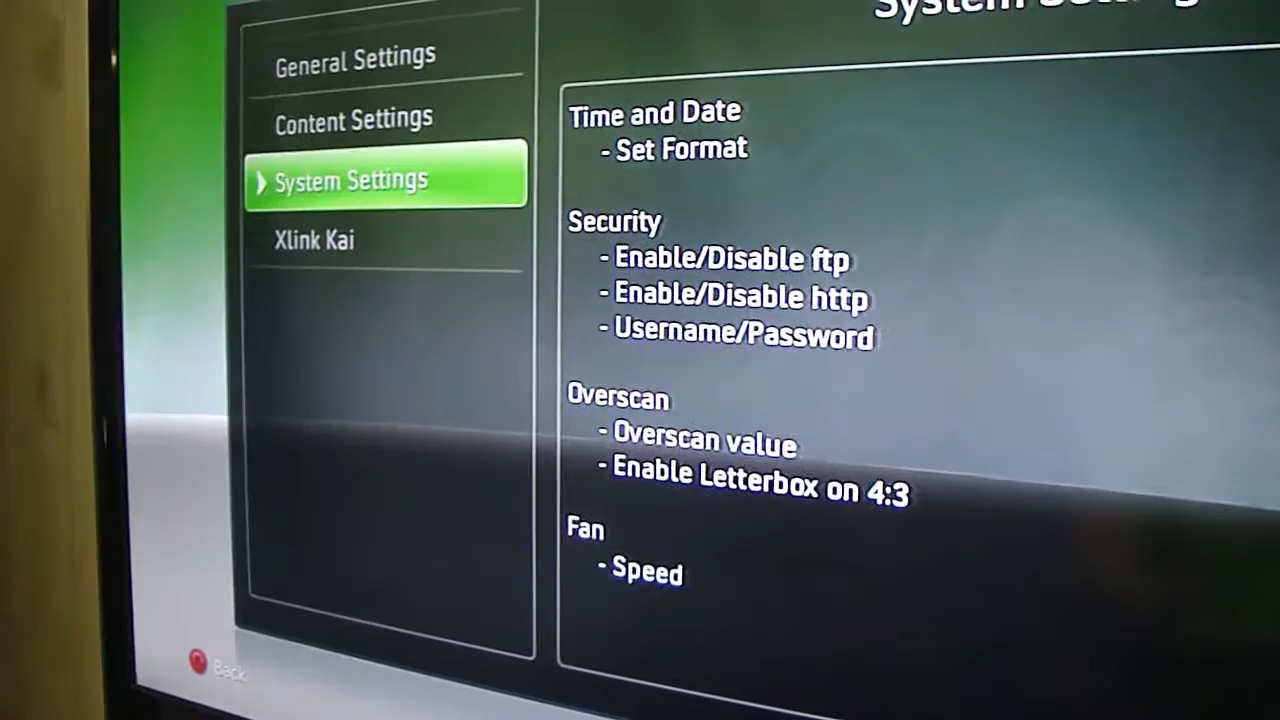 System
General Settings
Content Settings
System Settings
Xlink Kai
Time and Date
- Set Format
Security
- Enable/Disable ftp
- Enable/Disable http
- Username/Password
Overscan
- Overscan value
- Enable Letterbox on 4:3
Fan
- Speed
Back